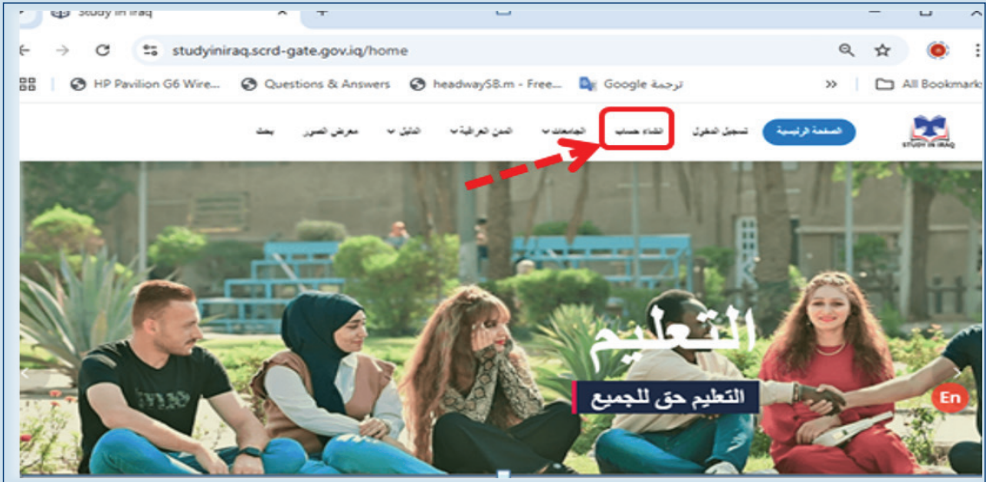 Study in Iraq
studyiniraq.scrd-gate.gov.iq/home
HP Pavilion G6 Wire... Questions & Answers headway58.m - Free... ترجمة Google » All Bookmarks
STUDY IN IRAQ
الصفحة الرئيسية تسجيل الدخول انشاء حساب الجامعات المدن العراقية الدليل معرض الصور بحث
التعليم
التعليم حق للجميع
En